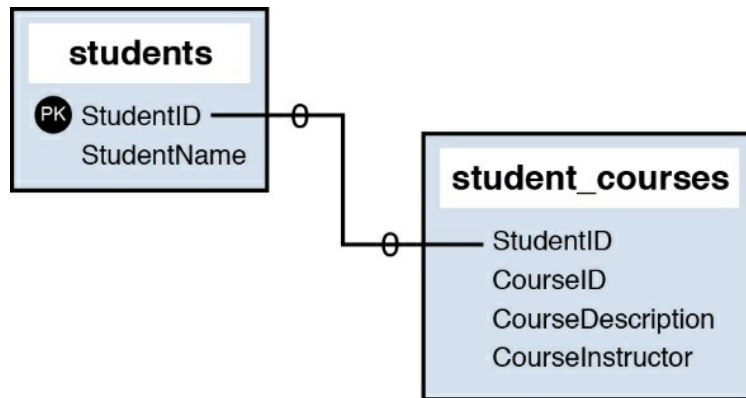 students
PK StudentID
StudentName
student_courses
StudentID
CourseID
CourseDescription
CourseInstructor